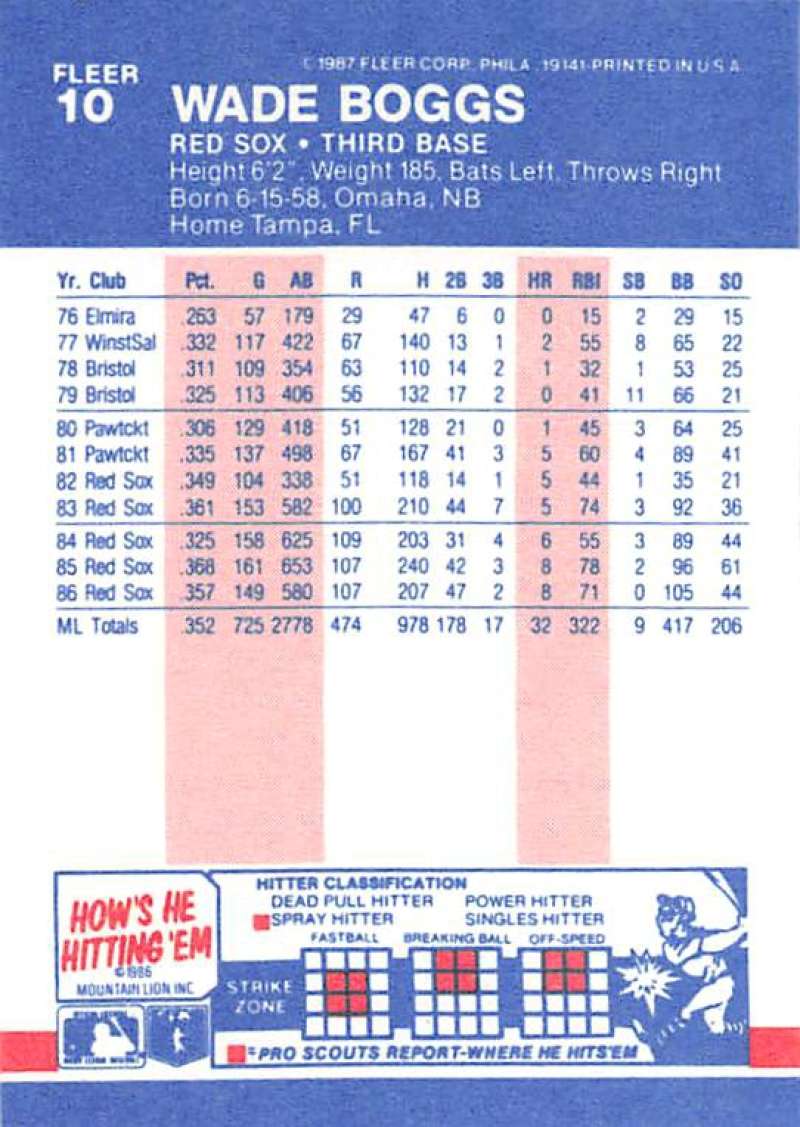 © 1987 FLEER CORP. PHILA. 19141-PRINTED IN U.S.A.
FLEER
10 WADE BOGGS
RED SOX • THIRD BASE
Height 6'2", Weight 185, Bats Left, Throws Right
Born 6-15-58, Omaha, NB
Home Tampa, FL
Yr. Club Pct. G AB R H 2B 3B HR RBI SB BB SO
76 Elmira .263 57 179 29 47 6 0 0 15 2 29 15
77 WinstSal .332 117 422 67 140 13 1 2 55 8 65 22
78 Bristol .311 109 354 63 110 14 2 1 32 1 53 25
79 Bristol .325 113 406 56 132 17 2 0 41 11 66 21
80 Pawtckt .306 129 418 51 128 21 0 1 45 3 64 25
81 Pawtckt .335 137 498 67 167 41 3 5 60 4 89 41
82 Red Sox .349 104 338 51 118 14 1 5 44 1 35 21
83 Red Sox .361 153 582 100 210 44 7 5 74 3 92 36
84 Red Sox .325 158 625 109 203 31 4 6 55 3 89 44
85 Red Sox .368 161 653 107 240 42 3 8 78 2 96 61
86 Red Sox .357 149 580 107 207 47 2 8 71 0 105 44
ML Totals .352 725 2778 474 978 178 17 32 322 9 417 206
HOW'S HE
HITTING 'EM
©1986
MOUNTAIN LION INC
HITTER CLASSIFICATION
DEAD PULL HITTER POWER HITTER
SPRAY HITTER SINGLES HITTER
FASTBALL BREAKING BALL OFF-SPEED
STRIKE
ZONE
=PRO SCOUTS REPORT-WHERE HE HITS 'EM